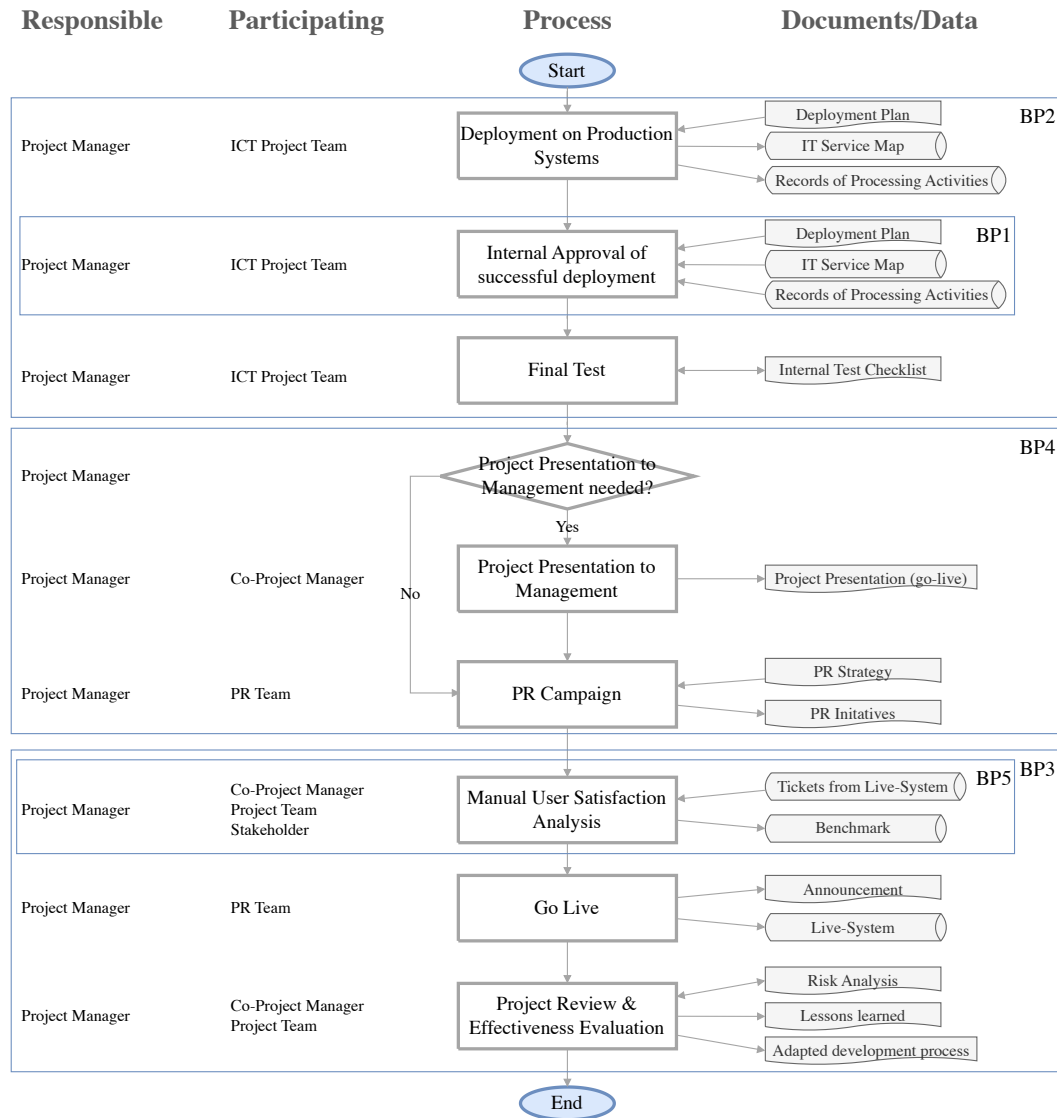 Responsible
Participating
Process
Documents/Data
Start
BP2
Project Manager
ICT Project Team
Deployment on Production
Systems
Deployment Plan
IT Service Map
Records of Processing Activities
BP1
Project Manager
ICT Project Team
Internal Approval of
successful deployment
Deployment Plan
IT Service Map
Records of Processing Activities
Project Manager
ICT Project Team
Final Test
Internal Test Checklist
BP4
Project Manager
Project Presentation to
Management needed?
Yes
No
Project Manager
Co-Project Manager
Project Presentation to
Management
Project Presentation (go-live)
Project Manager
PR Team
PR Campaign
PR Strategy
PR Initatives
BP3
BP5
Project Manager
Co-Project Manager
Project Team
Stakeholder
Manual User Satisfaction
Analysis
Tickets from Live-System
Benchmark
Project Manager
PR Team
Go Live
Announcement
Live-System
Project Manager
Co-Project Manager
Project Team
Project Review &
Effectiveness Evaluation
Risk Analysis
Lessons learned
Adapted development process
End